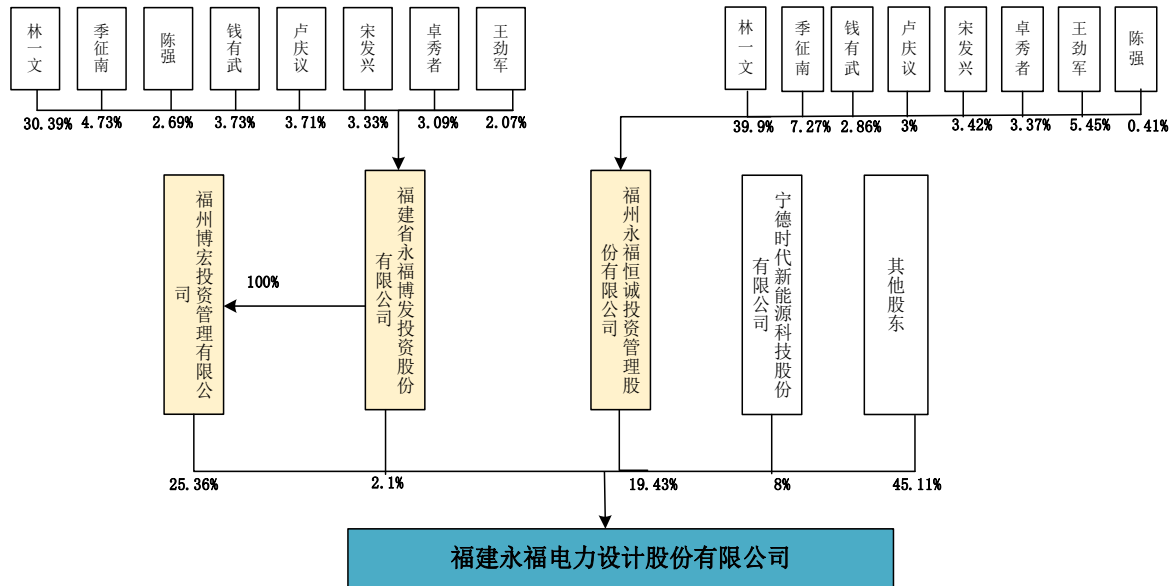 林一文
季征南
陈强
钱有武
卢庆议
宋发兴
卓秀者
王劲军
林一文
季征南
钱有武
卢庆议
宋发兴
卓秀者
王劲军
陈强
30.39%
4.73%
2.69%
3.73%
3.71%
3.33%
3.09%
2.07%
39.9%
7.27%
2.86%
3%
3.42%
3.37%
5.45%
0.41%
福州博宏投资管理有限公
司
100%
福建省永福博发投资股份
有限公司
福州永福恒诚投资管理股
份有限公司
宁德时代新能源科技股份
有限公司
其他股东
25.36%
2.1%
19.43%
8%
45.11%
福建永福电力设计股份有限公司